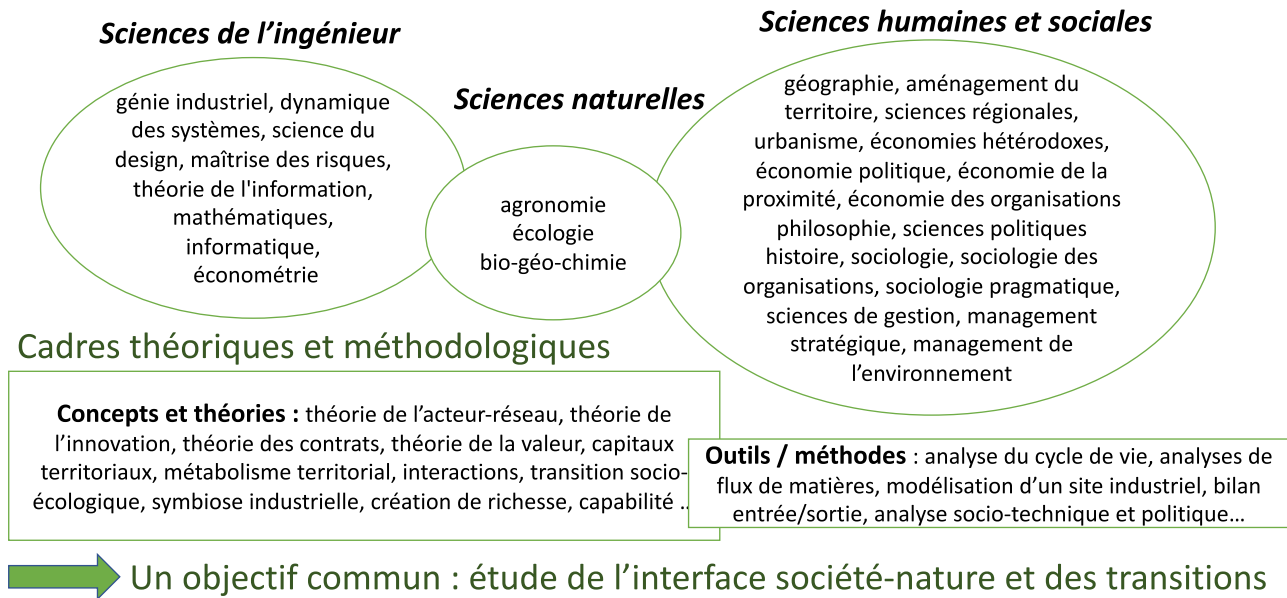 Sciences de l’ingénieur
génie industriel, dynamique
des systèmes, science du
design, maîtrise des risques,
théorie de l'information,
mathématiques,
informatique,
économétrie
Sciences naturelles
agronomie
écologie
bio-géo-chimie
Sciences humaines et sociales
géographie, aménagement du
territoire, sciences régionales,
urbanisme, économies hétérodoxes,
économie politique, économie de la
proximité, économie des organisations
philosophie, sciences politiques
histoire, sociologie, sociologie des
organisations, sociologie pragmatique,
sciences de gestion, management
stratégique, management de
l’environnement
Cadres théoriques et méthodologiques
Concepts et théories : théorie de l’acteur-réseau, théorie de
l’innovation, théorie des contrats, théorie de la valeur, capitaux
territoriaux, métabolisme territorial, interactions, transition socio-
écologique, symbiose industrielle, création de richesse, capabilité ..
Outils / méthodes : analyse du cycle de vie, analyses de
flux de matières, modélisation d’un site industriel, bilan
entrée/sortie, analyse socio-technique et politique…
Un objectif commun : étude de l’interface société-nature et des transitions